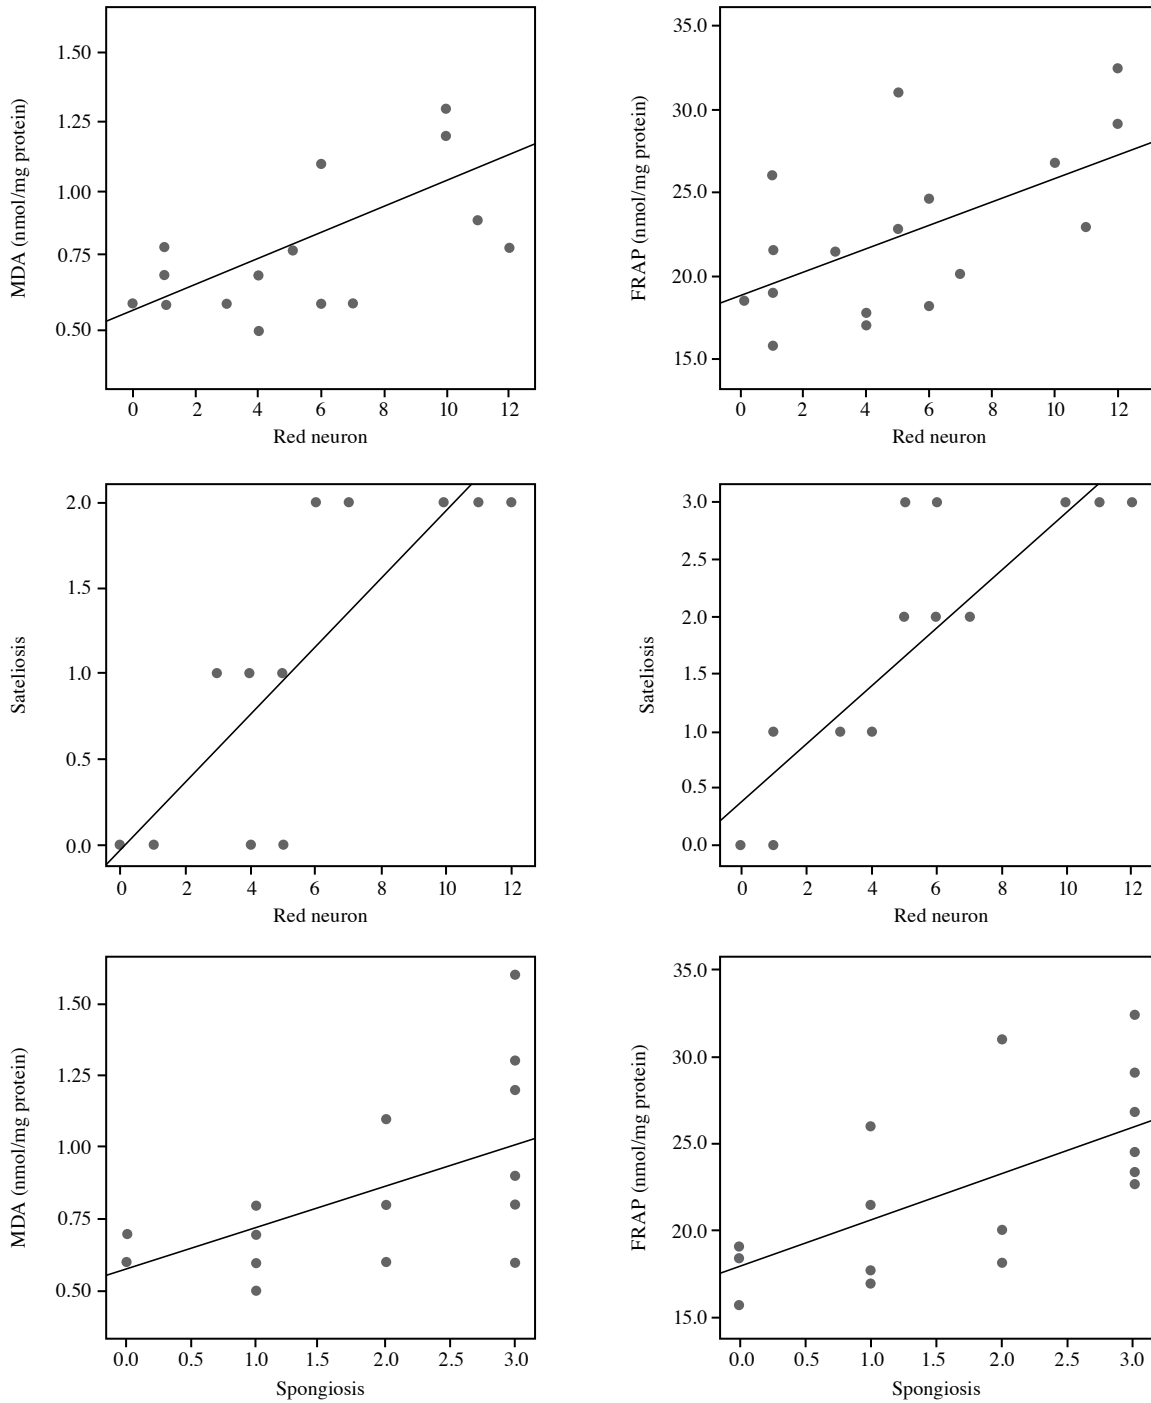 MDA (nmol/mg protein)
1.50
1.25
1.00
0.75
0.50
0 2 4 6 8 10 12
Red neuron
FRAP (nmol/mg protein)
35.0
30.0
25.0
20.0
15.0
0 2 4 6 8 10 12
Red neuron
Sateliosis
2.0
1.5
1.0
0.5
0.0
0 2 4 6 8 10 12
Red neuron
Sateliosis
3.0
2.5
2.0
1.5
1.0
0.5
0.0
0 2 4 6 8 10 12
Red neuron
MDA (nmol/mg protein)
1.50
1.25
1.00
0.75
0.50
0.0 0.5 1.0 1.5 2.0 2.5 3.0
Spongiosis
FRAP (nmol/mg protein)
35.0
30.0
25.0
20.0
15.0
0.0 0.5 1.0 1.5 2.0 2.5 3.0
Spongiosis